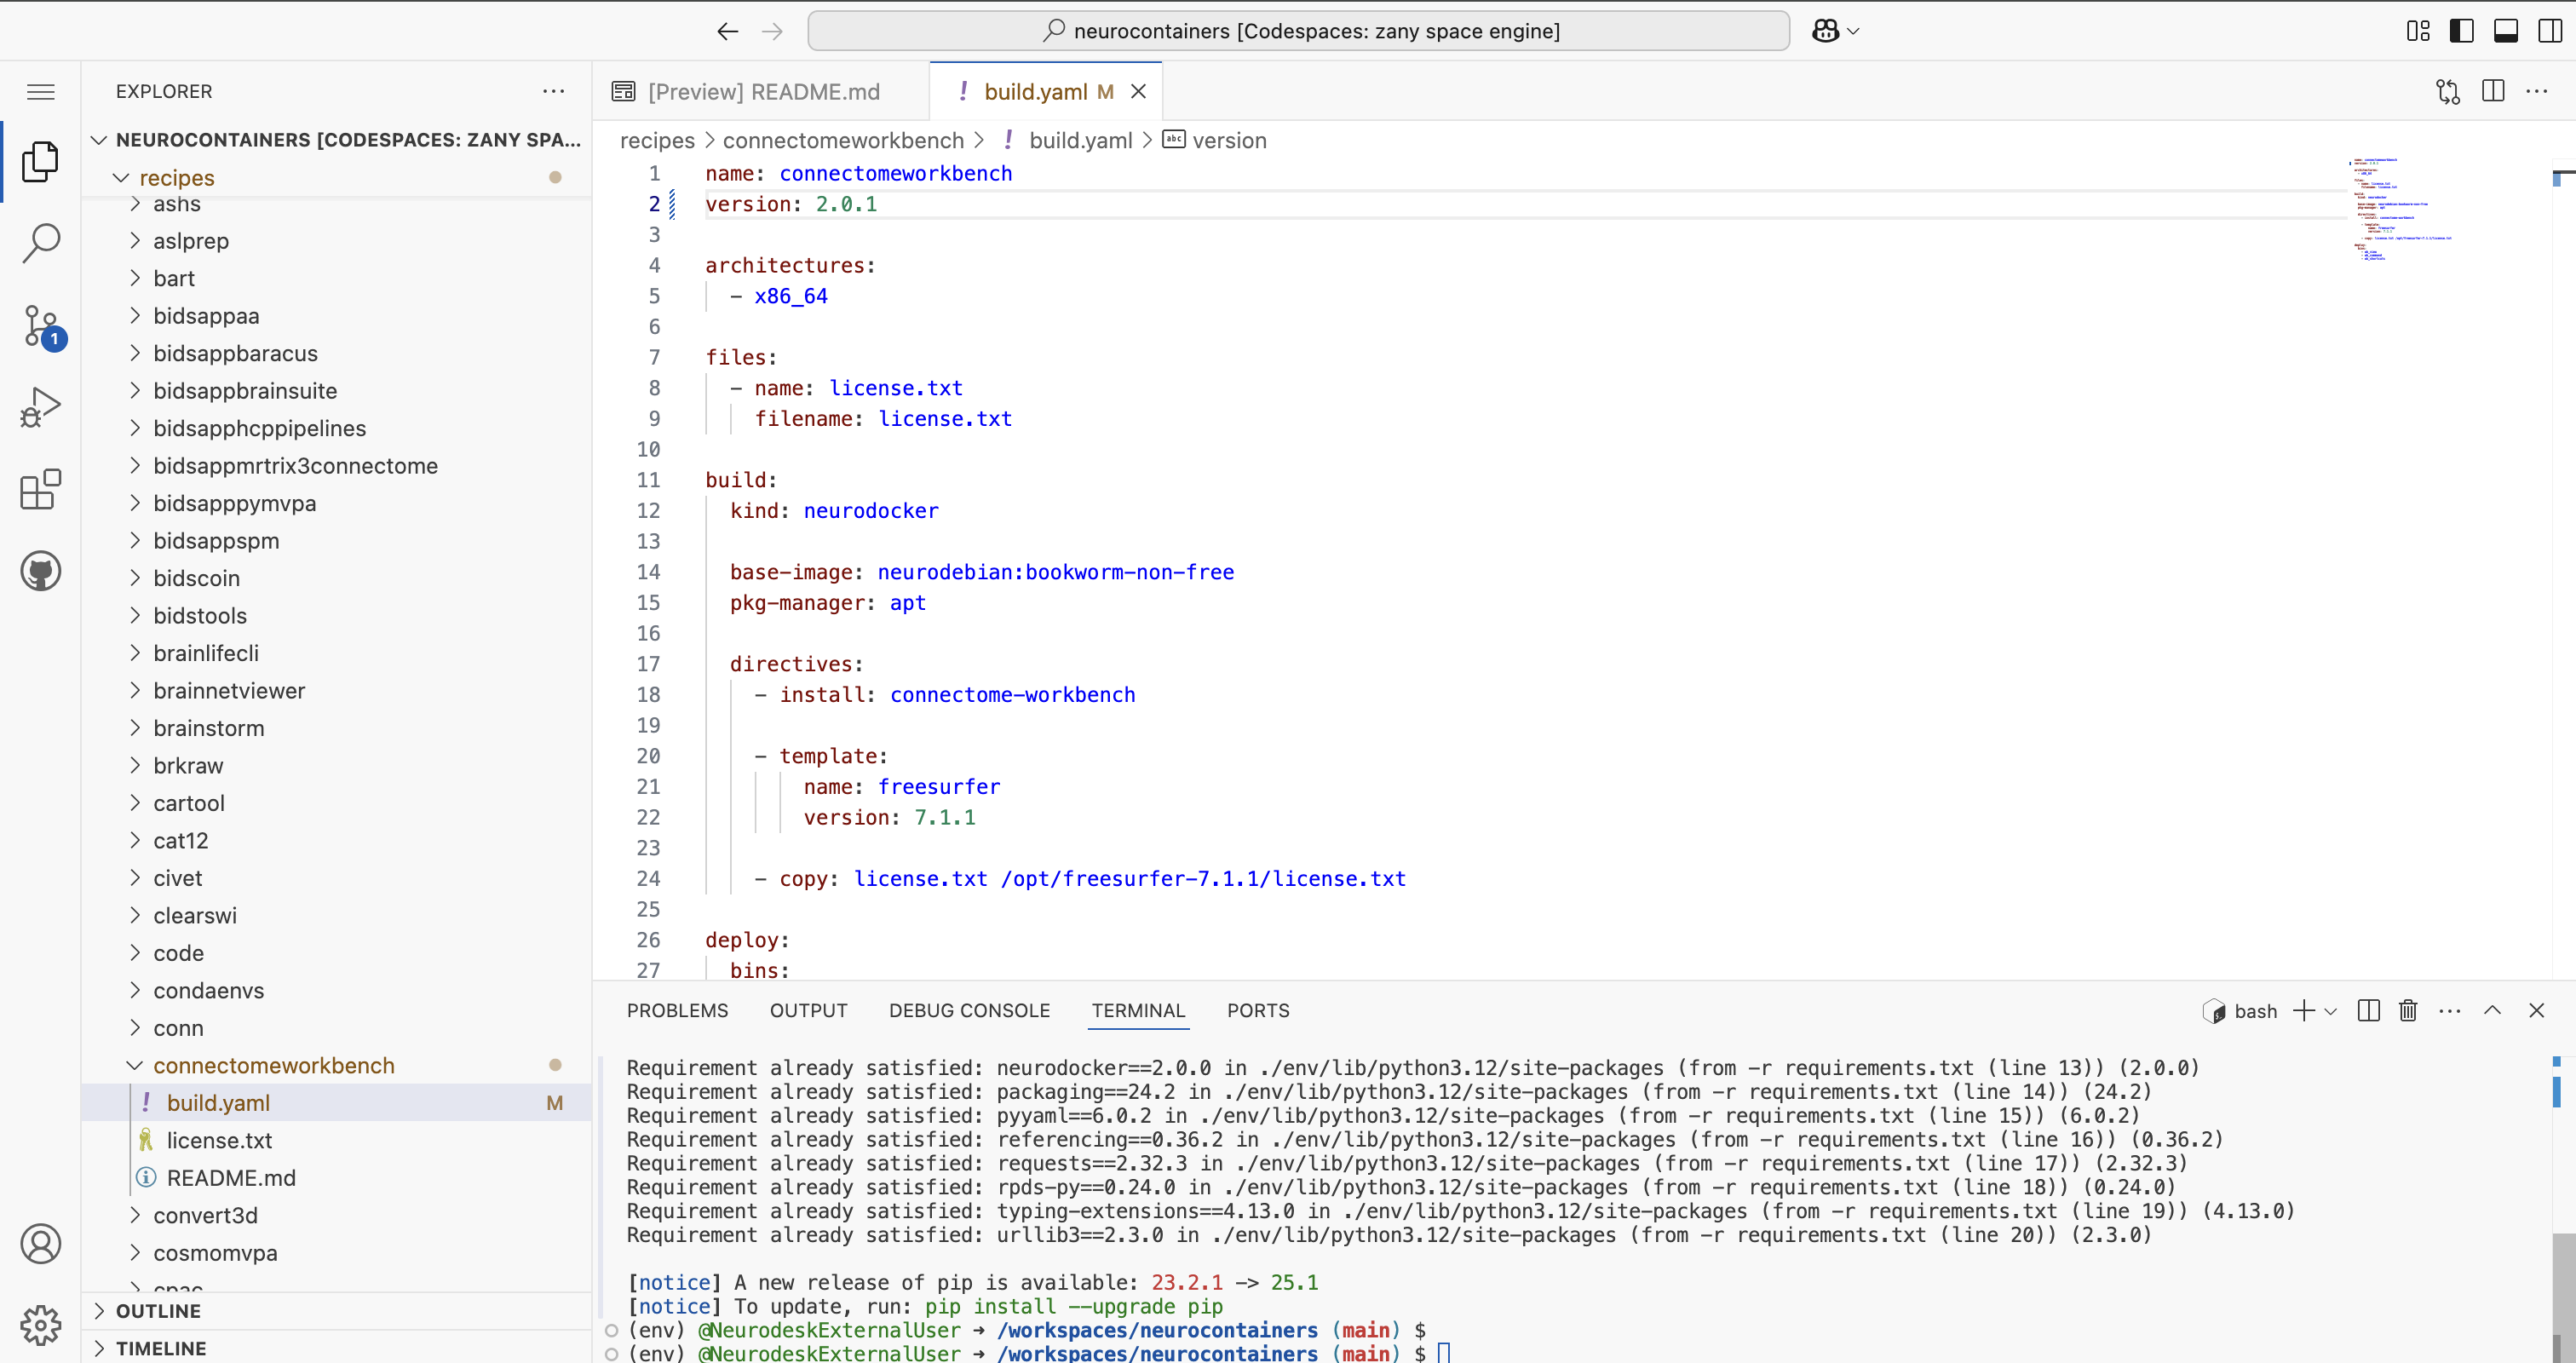 neurocontainers [Codespaces: zany space engine]
EXPLORER
NEUROCONTAINERS [CODESPACES: ZANY SPA...
recipes
ashs
aslprep
bart
bidsappaa
bidsappbaracus
bidsappbrainsuite
bidsapphcppipelines
bidsappmrtrix3connectome
bidsapppymvpa
bidsappspm
bidscoin
bidstools
brainlifecli
brainnetviewer
brainstorm
brkraw
cartool
cat12
civet
clearswi
code
condaenvs
conn
connectomeworkbench
! build.yaml M
license.txt
README.md
convert3d
cosmomvpa
cpac
OUTLINE
TIMELINE
1
[Preview] README.md
! build.yaml M
recipes > connectomeworkbench > ! build.yaml > abc version
1 name: connectomeworkbench
2 version: 2.0.1
3
4 architectures:
5 - x86_64
6
7 files:
8 - name: license.txt
9 filename: license.txt
10
11 build:
12 kind: neurodocker
13
14 base-image: neurodebian:bookworm-non-free
15 pkg-manager: apt
16
17 directives:
18 - install: connectome-workbench
19
20 - template:
21 name: freesurfer
22 version: 7.1.1
23
24 - copy: license.txt /opt/freesurfer-7.1.1/license.txt
25
26 deploy:
27 bins:
PROBLEMS OUTPUT DEBUG CONSOLE TERMINAL PORTS
bash
Requirement already satisfied: neurodocker==2.0.0 in ./env/lib/python3.12/site-packages (from -r requirements.txt (line 13)) (2.0.0)
Requirement already satisfied: packaging==24.2 in ./env/lib/python3.12/site-packages (from -r requirements.txt (line 14)) (24.2)
Requirement already satisfied: pyyaml==6.0.2 in ./env/lib/python3.12/site-packages (from -r requirements.txt (line 15)) (6.0.2)
Requirement already satisfied: referencing==0.36.2 in ./env/lib/python3.12/site-packages (from -r requirements.txt (line 16)) (0.36.2)
Requirement already satisfied: requests==2.32.3 in ./env/lib/python3.12/site-packages (from -r requirements.txt (line 17)) (2.32.3)
Requirement already satisfied: rpds-py==0.24.0 in ./env/lib/python3.12/site-packages (from -r requirements.txt (line 18)) (0.24.0)
Requirement already satisfied: typing-extensions==4.13.0 in ./env/lib/python3.12/site-packages (from -r requirements.txt (line 19)) (4.13.0)
Requirement already satisfied: urllib3==2.3.0 in ./env/lib/python3.12/site-packages (from -r requirements.txt (line 20)) (2.3.0)
[notice] A new release of pip is available: 23.2.1 -> 25.1
[notice] To update, run: pip install --upgrade pip
(env) @NeurodeskExternalUser ➜ /workspaces/neurocontainers (main) $
(env) @NeurodeskExternalUser ➜ /workspaces/neurocontainers (main) $